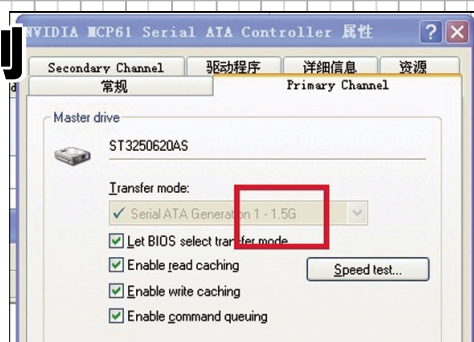 NVIDIA MCP61 Serial ATA Controller 属性
Secondary Channel 驱动程序 详细信息 资源
常规 Primary Channel
Master drive
ST3250620AS
Transfer mode:
Serial ATA Generation 1 - 1.5G
Let BIOS select transfer mode
Enable read caching
Speed test...
Enable write caching
Enable command queuing